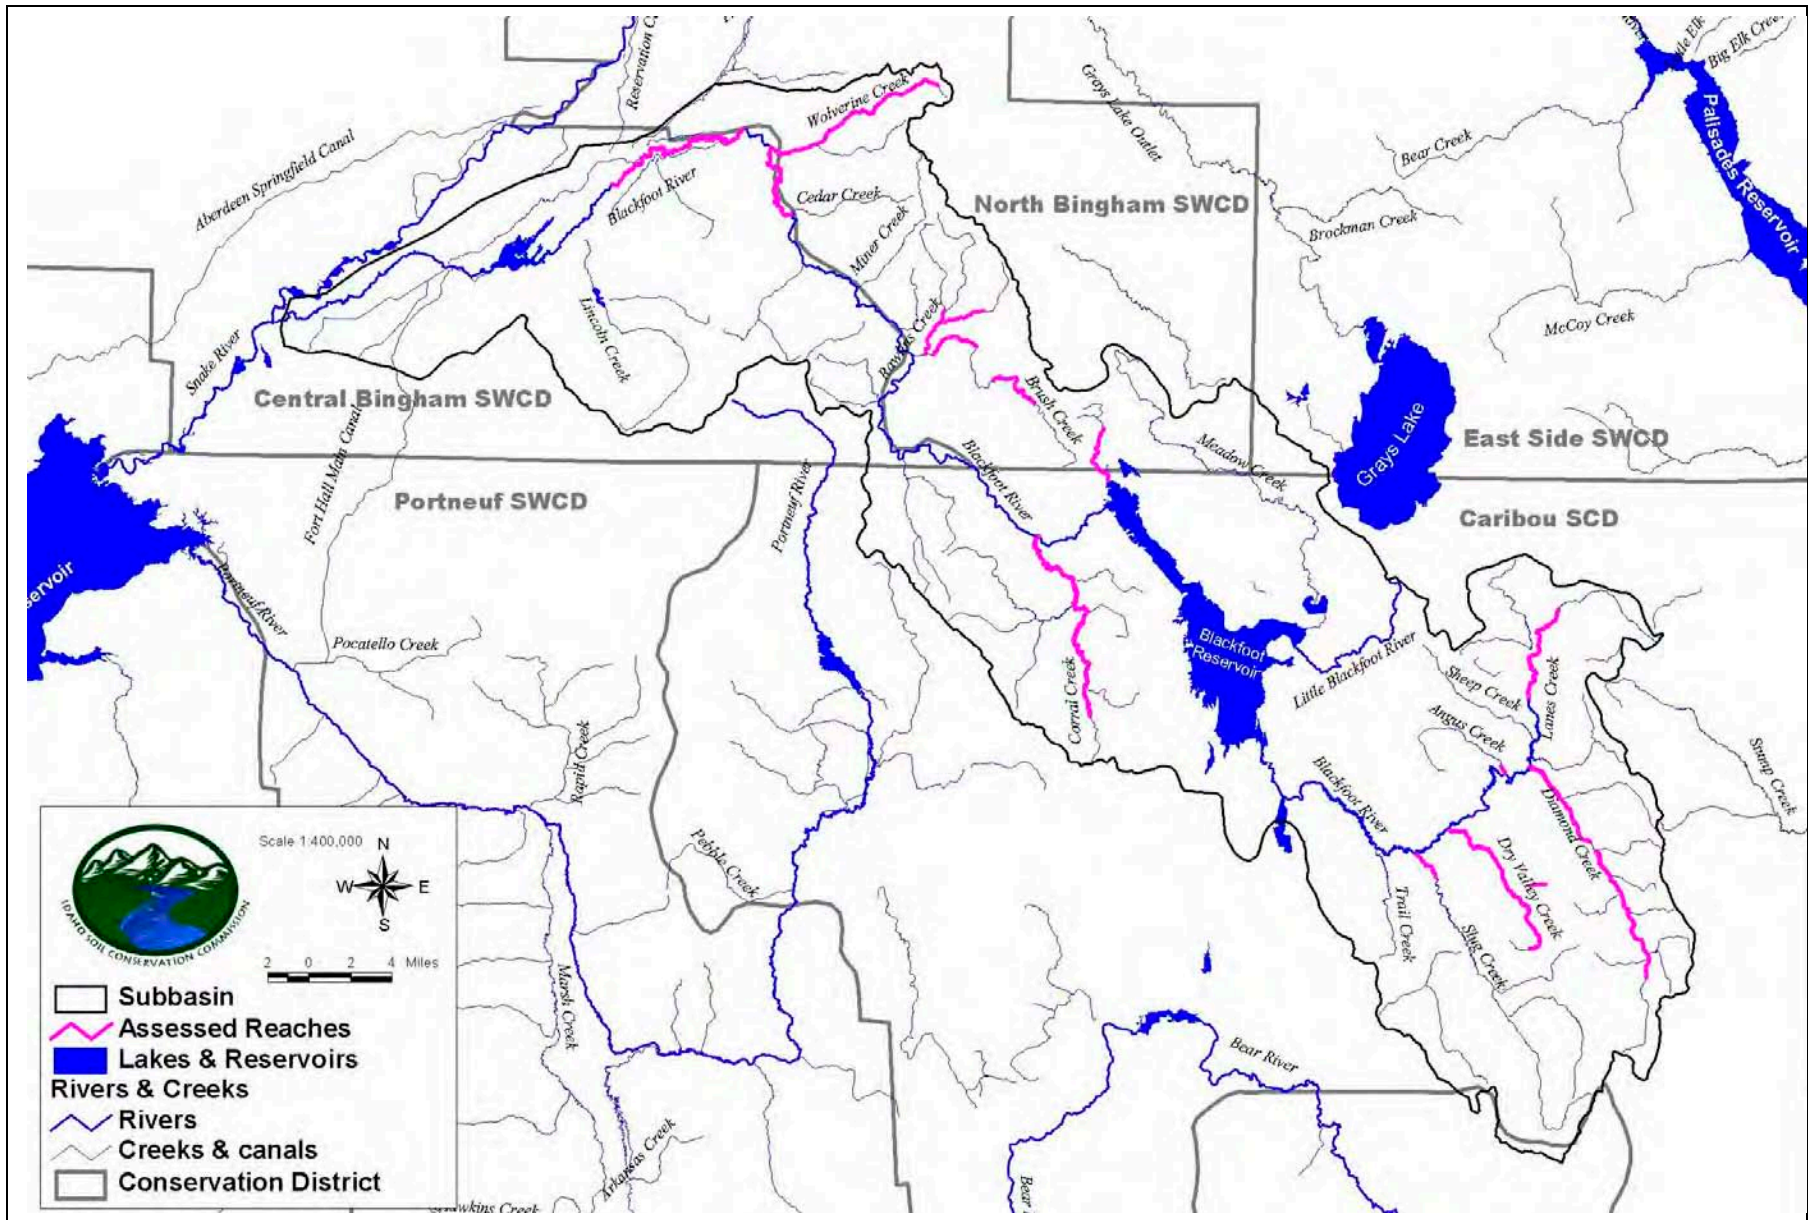 Reservation C
Big Elk Cree
Wolverine Creek
Grays Lake Outlet
Palisades Reservoir
Aberdeen Springfield Canal
Bear Creek
Blackfoot River
Cedar Creek
North Bingham SWCD
Brockman Creek
Miner Creek
Lincoln Creek
Rawlins Creek
McCoy Creek
Snake River
Central Bingham SWCD
Brush Creek
Grays Lake
East Side SWCD
Meadow Creek
Fort Hall Main Canal
Portneuf SWCD
Portneuf River
Blackfoot River
Caribou SCD
servoir
Portneuf River
Pocatello Creek
Blackfoot
Reservoir
Little Blackfoot River
Corral Creek
Sheep Creek
Lanes Creek
Angus Creek
Stump Creek
Rapid Creek
Blackfoot River
Diamond Creek
Pebble Creek
Dry Valley Creek
Trail Creek
Slug Creek
Marsh Creek
Bear River
Arkansas Creek
Bear
awkins Creek
Scale 1:400,000
N
W E
S
IDAHO SOIL CONSERVATION COMMISSION
2 0 2 4 Miles
Subbasin
Assessed Reaches
Lakes & Reservoirs
Rivers & Creeks
Rivers
Creeks & canals
Conservation District